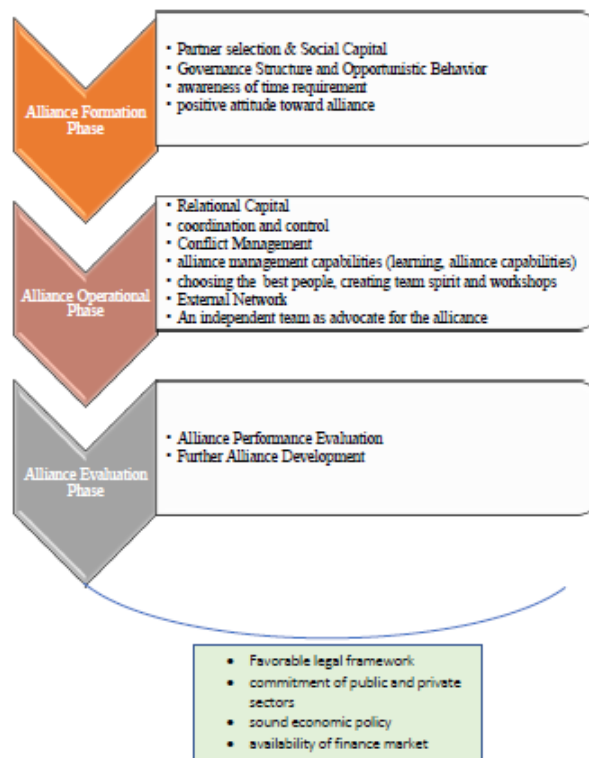 Alliance Formation
Phase
• Partner selection & Social Capital
• Governance Structure and Opportunistic Behavior
• awareness of time requirement
• positive attitude toward alliance
Alliance Operational
Phase
• Relational Capital
• coordination and control
• Conflict Management
• alliance management capabilities (learning, alliance capabilities)
• choosing the best people, creating team spirit and workshops
• External Network
• An independent team as advocate for the allicance
Alliance Evaluation
Phase
• Alliance Performance Evaluation
• Further Alliance Development
• Favorable legal framework
• commitment of public and private
sectors
• sound economic policy
• availability of finance market